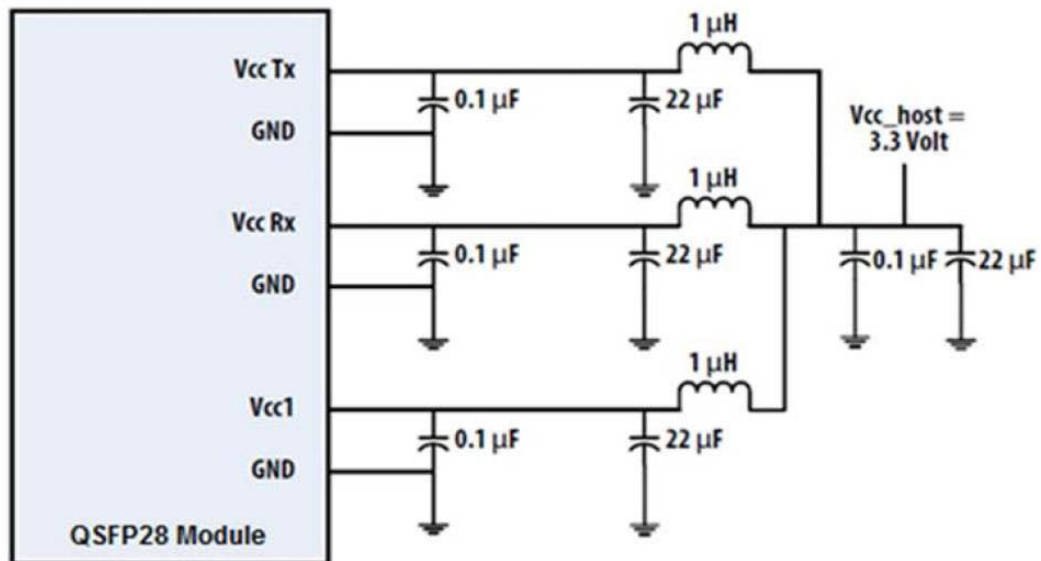 1 μH
Vcc Tx
0.1 μF
22 μF
GND
Vcc_host =
3.3 Volt
1 μH
Vcc Rx
0.1 μF
22 μF
0.1 μF
22 μF
GND
1 μH
Vcc1
0.1 μF
22 μF
GND
QSFP28 Module